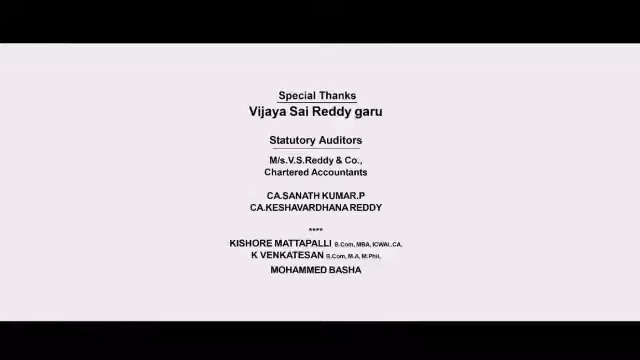 Special Thanks
Vijaya Sai Reddy garu
Statutory Auditors
M/s.V.S.Reddy & Co.,
Chartered Accountants
CA.SANATH KUMAR.P
CA.KESHAVARDHANA REDDY
****
KISHORE MATTAPALLI B.Com, MBA, ICWAI.,CA,
K VENKATESAN B.Com, M.A, M.Phil,
MOHAMMED BASHA